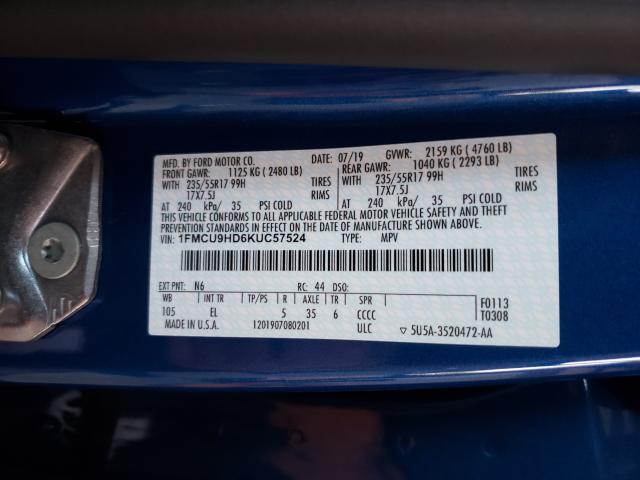 MFD. BY FORD MOTOR CO. DATE: 07/19 GVWR: 2159 KG ( 4760 LB)
FRONT GAWR: 1125 KG ( 2480 LB) REAR GAWR: 1040 KG ( 2293 LB)
WITH 235/55R17 99H TIRES WITH 235/55R17 99H TIRES
17X7.5J RIMS 17X7.5J RIMS
AT 240 kPa/ 35 PSI COLD AT 240 kPa/ 35 PSI COLD
THIS VEHICLE CONFORMS TO ALL APPLICABLE FEDERAL MOTOR VEHICLE SAFETY AND THEFT
PREVENTION STANDARDS IN EFFECT ON THE DATE OF MANUFACTURE SHOWN ABOVE.
VIN: 1FMCU9HD6KUC57524 TYPE: MPV
EXT PNT: N6 RC: 44 DSO:
WB INT TR TP/PS R AXLE TR SPR F0113
105 EL 5 35 6 CCCC T0308
MADE IN U.S.A. 1201907080201 ULC 5U5A-3520472-AA